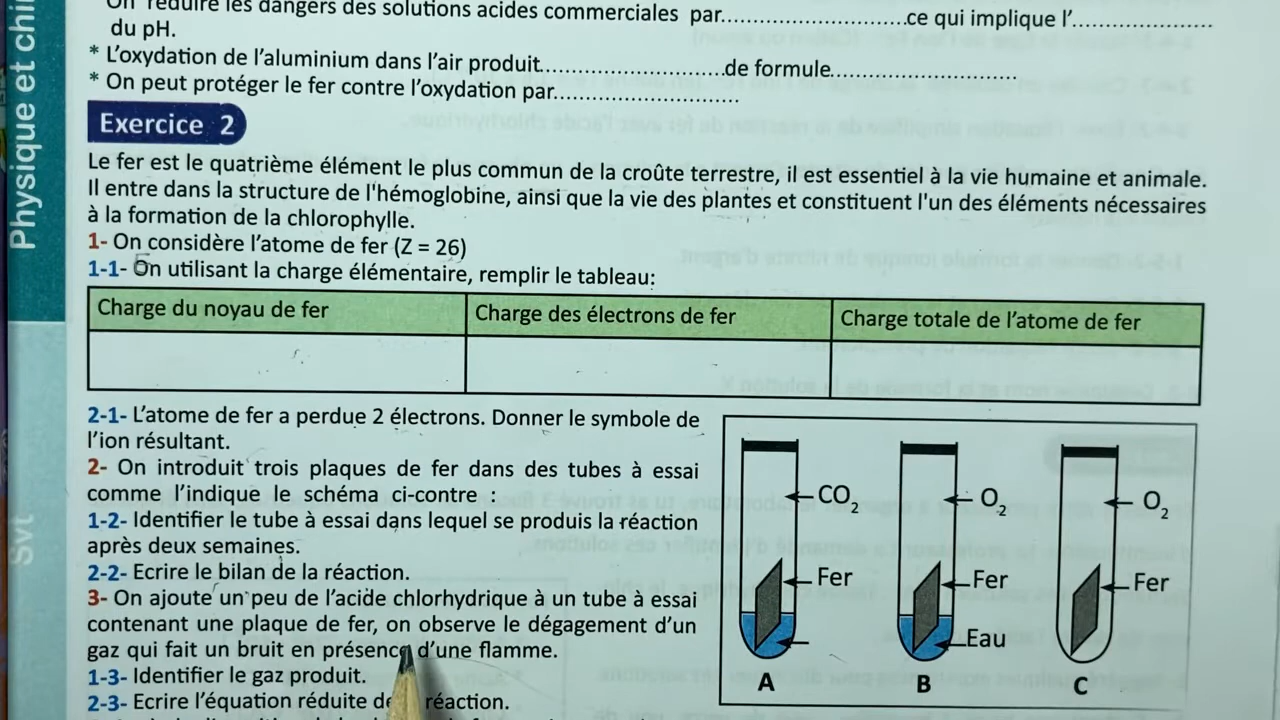 réduire les dangers des solutions acides commerciales par..............................ce qui implique l'.......................
du pH.
* L'oxydation de l'aluminium dans l'air produit..............................de formule..............................
* On peut protéger le fer contre l'oxydation par..............................
Exercice 2
Le fer est le quatrième élément le plus commun de la croûte terrestre, il est essentiel à la vie humaine et animale.
Il entre dans la structure de l'hémoglobine, ainsi que la vie des plantes et constituent l'un des éléments nécessaires
à la formation de la chlorophylle.
1- On considère l'atome de fer (Z = 26)
1-1- En utilisant la charge élémentaire, remplir le tableau:
Charge du noyau de fer
Charge des électrons de fer
Charge totale de l'atome de fer
2-1- L'atome de fer a perdue 2 électrons. Donner le symbole de
l'ion résultant.
2- On introduit trois plaques de fer dans des tubes à essai
comme l'indique le schéma ci-contre :
1-2- Identifier le tube à essai dans lequel se produis la réaction
après deux semaines.
2-2- Ecrire le bilan de la réaction.
3- On ajoute un peu de l'acide chlorhydrique à un tube à essai
contenant une plaque de fer, on observe le dégagement d'un
gaz qui fait un bruit en présence d'une flamme.
1-3- Identifier le gaz produit.
2-3- Ecrire l'équation réduite de réaction.
CO2
O2
O2
Fer
Fer
Fer
Eau
A
B
C
Physique et chi
Svt